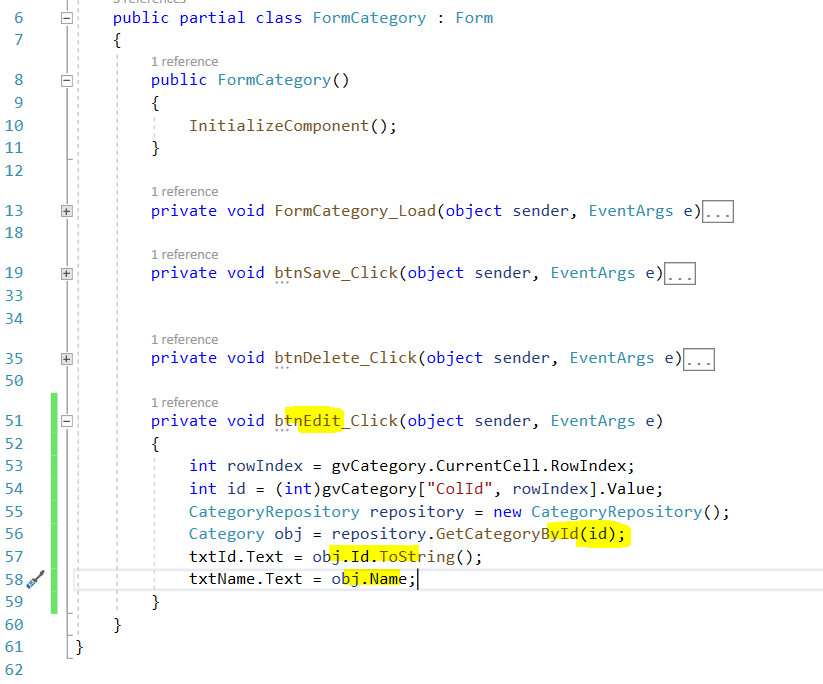 3 references
6 public partial class FormCategory : Form
7 {
1 reference
8 public FormCategory()
9 {
10 InitializeComponent();
11 }
12
1 reference
13 private void FormCategory_Load(object sender, EventArgs e)...
18
1 reference
19 private void btnSave_Click(object sender, EventArgs e)...
33
34
1 reference
35 private void btnDelete_Click(object sender, EventArgs e)...
50
1 reference
51 private void btnEdit_Click(object sender, EventArgs e)
52 {
53 int rowIndex = gvCategory.CurrentCell.RowIndex;
54 int id = (int)gvCategory["ColId", rowIndex].Value;
55 CategoryRepository repository = new CategoryRepository();
56 Category obj = repository.GetCategoryById(id);
57 txtId.Text = obj.Id.ToString();
58 txtName.Text = obj.Name;
59 }
60 }
61 }
62